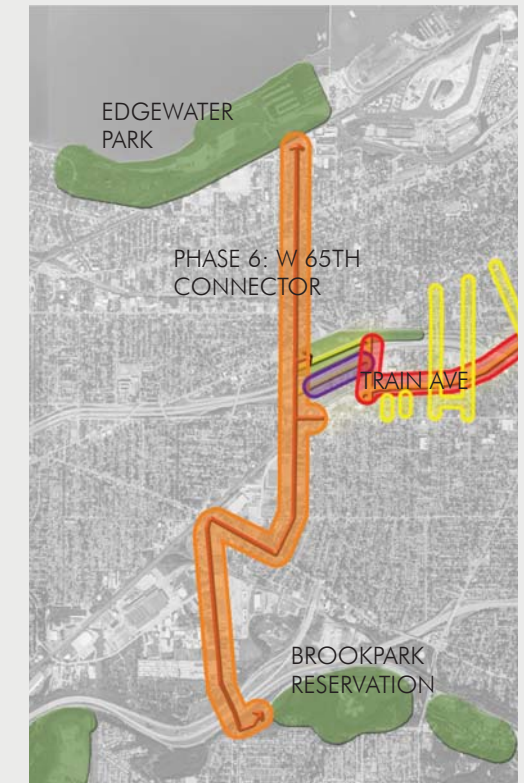 EDGEWATER
PARK
PHASE 6: W 65TH
CONNECTOR
TRAIN AVE
BROOKPARK
RESERVATION